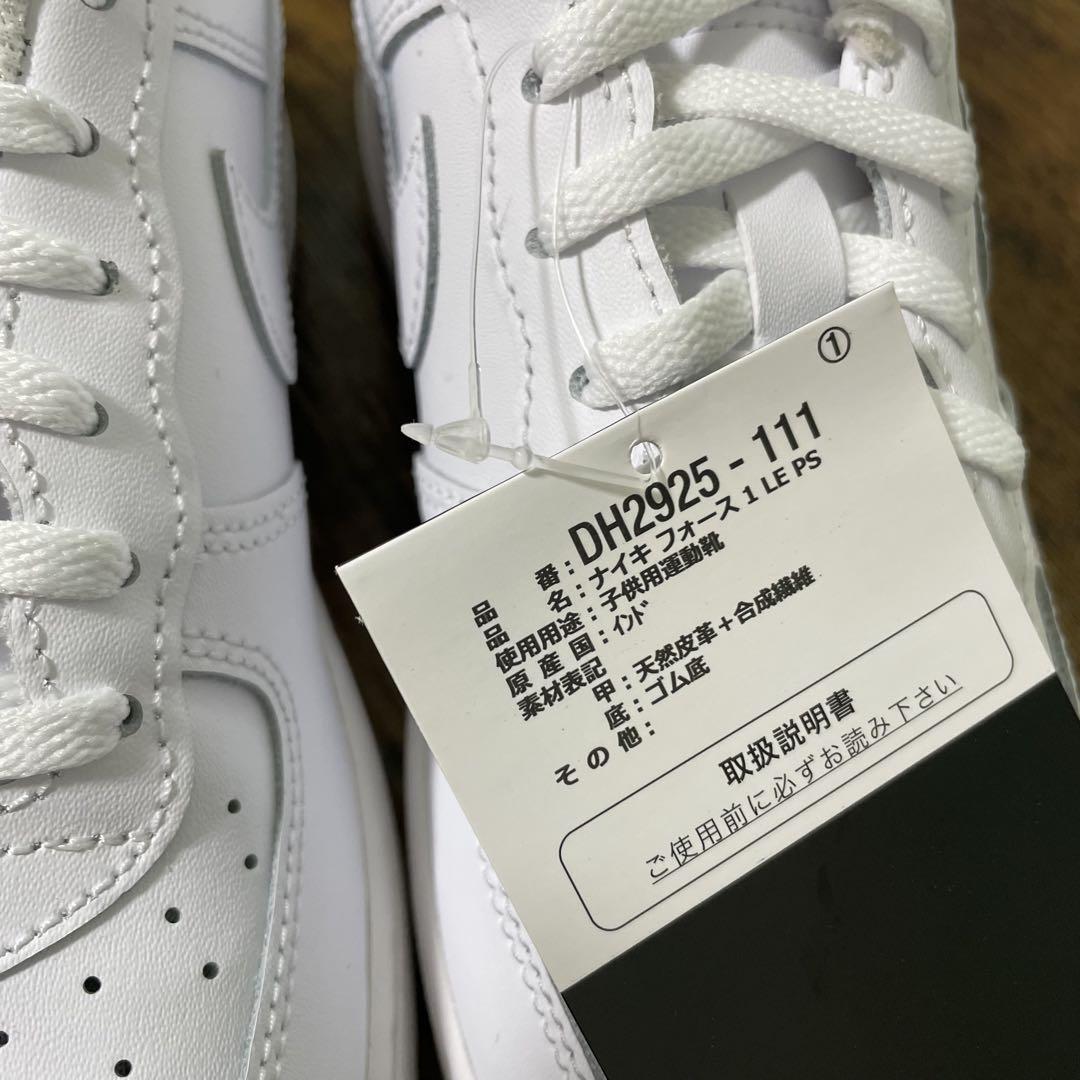 ①
品番：DH2925 - 111
品名：ナイキ フォース 1 LE PS
使用用途：子供用運動靴
原産国：インド
素材表記 甲：天然皮革＋合成繊維
底：ゴム底
その他：
取扱説明書
ご使用前に必ずお読み下さい